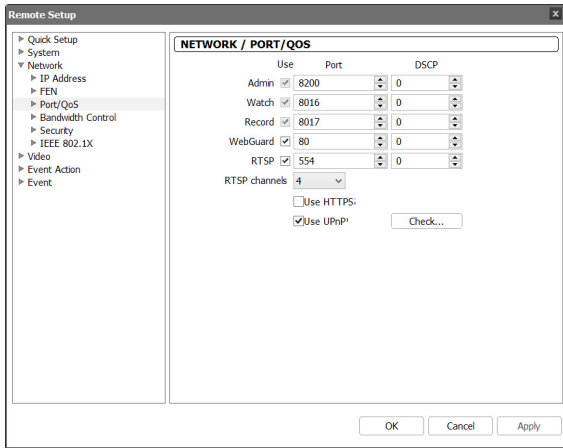 Remote Setup
x
Quick Setup
System
Network
IP Address
FEN
Port/QoS
Bandwidth Control
Security
IEEE 802.1X
Video
Event Action
Event
NETWORK / PORT/QOS
Use Port DSCP
Admin 8200 0
Watch 8016 0
Record 8017 0
WebGuard 80 0
RTSP 554 0
RTSP channels 4
Use HTTPS
Use UPnP
Check...
OK Cancel Apply